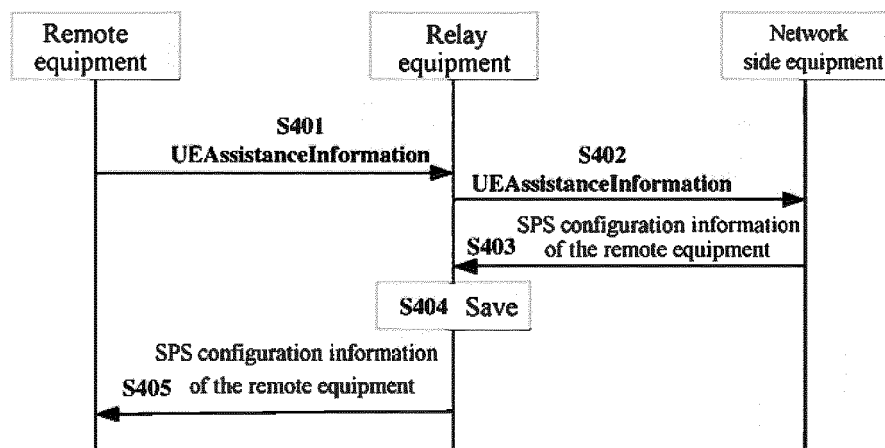 Remote
equipment
Relay
equipment
Network
side equipment
S401
UEAssistanceInformation
S402
UEAssistanceInformation
SPS configuration information
S403 of the remote equipment
S404 Save
SPS configuration information
S405 of the remote equipment